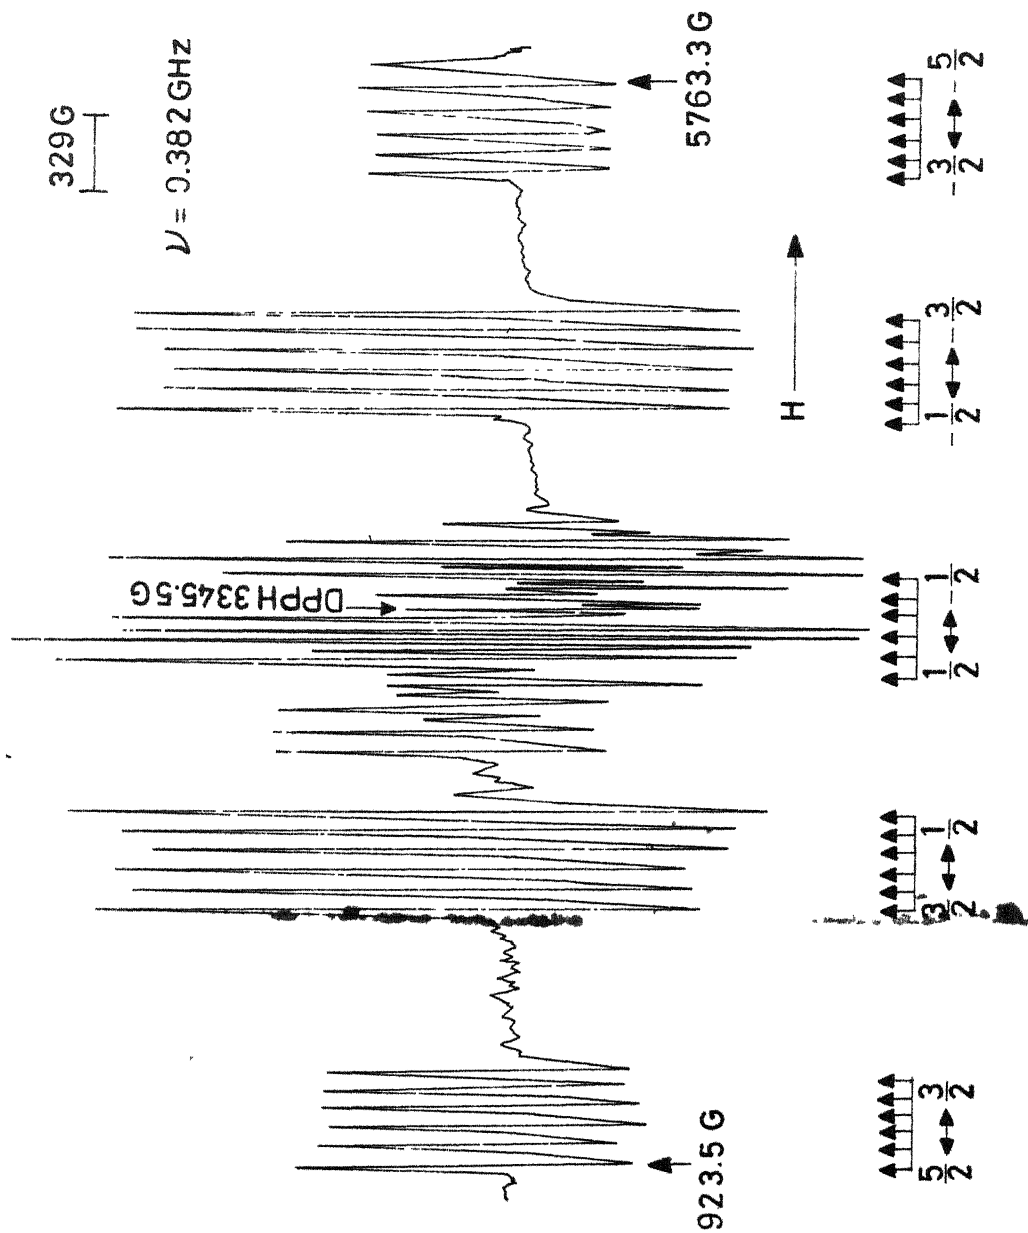 329G
ν = 9.382 GHz
DPPH 3345.5G
923.5 G
5763.3 G
H
5/2 ↔ 3/2
3/2 ↔ 1/2
1/2 ↔ -1/2
-1/2 ↔ -3/2
-3/2 ↔ -5/2